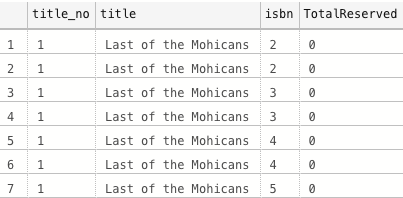 title_no title isbn TotalReserved
1 1 Last of the Mohicans 2 0
2 1 Last of the Mohicans 2 0
3 1 Last of the Mohicans 3 0
4 1 Last of the Mohicans 3 0
5 1 Last of the Mohicans 4 0
6 1 Last of the Mohicans 4 0
7 1 Last of the Mohicans 5 0